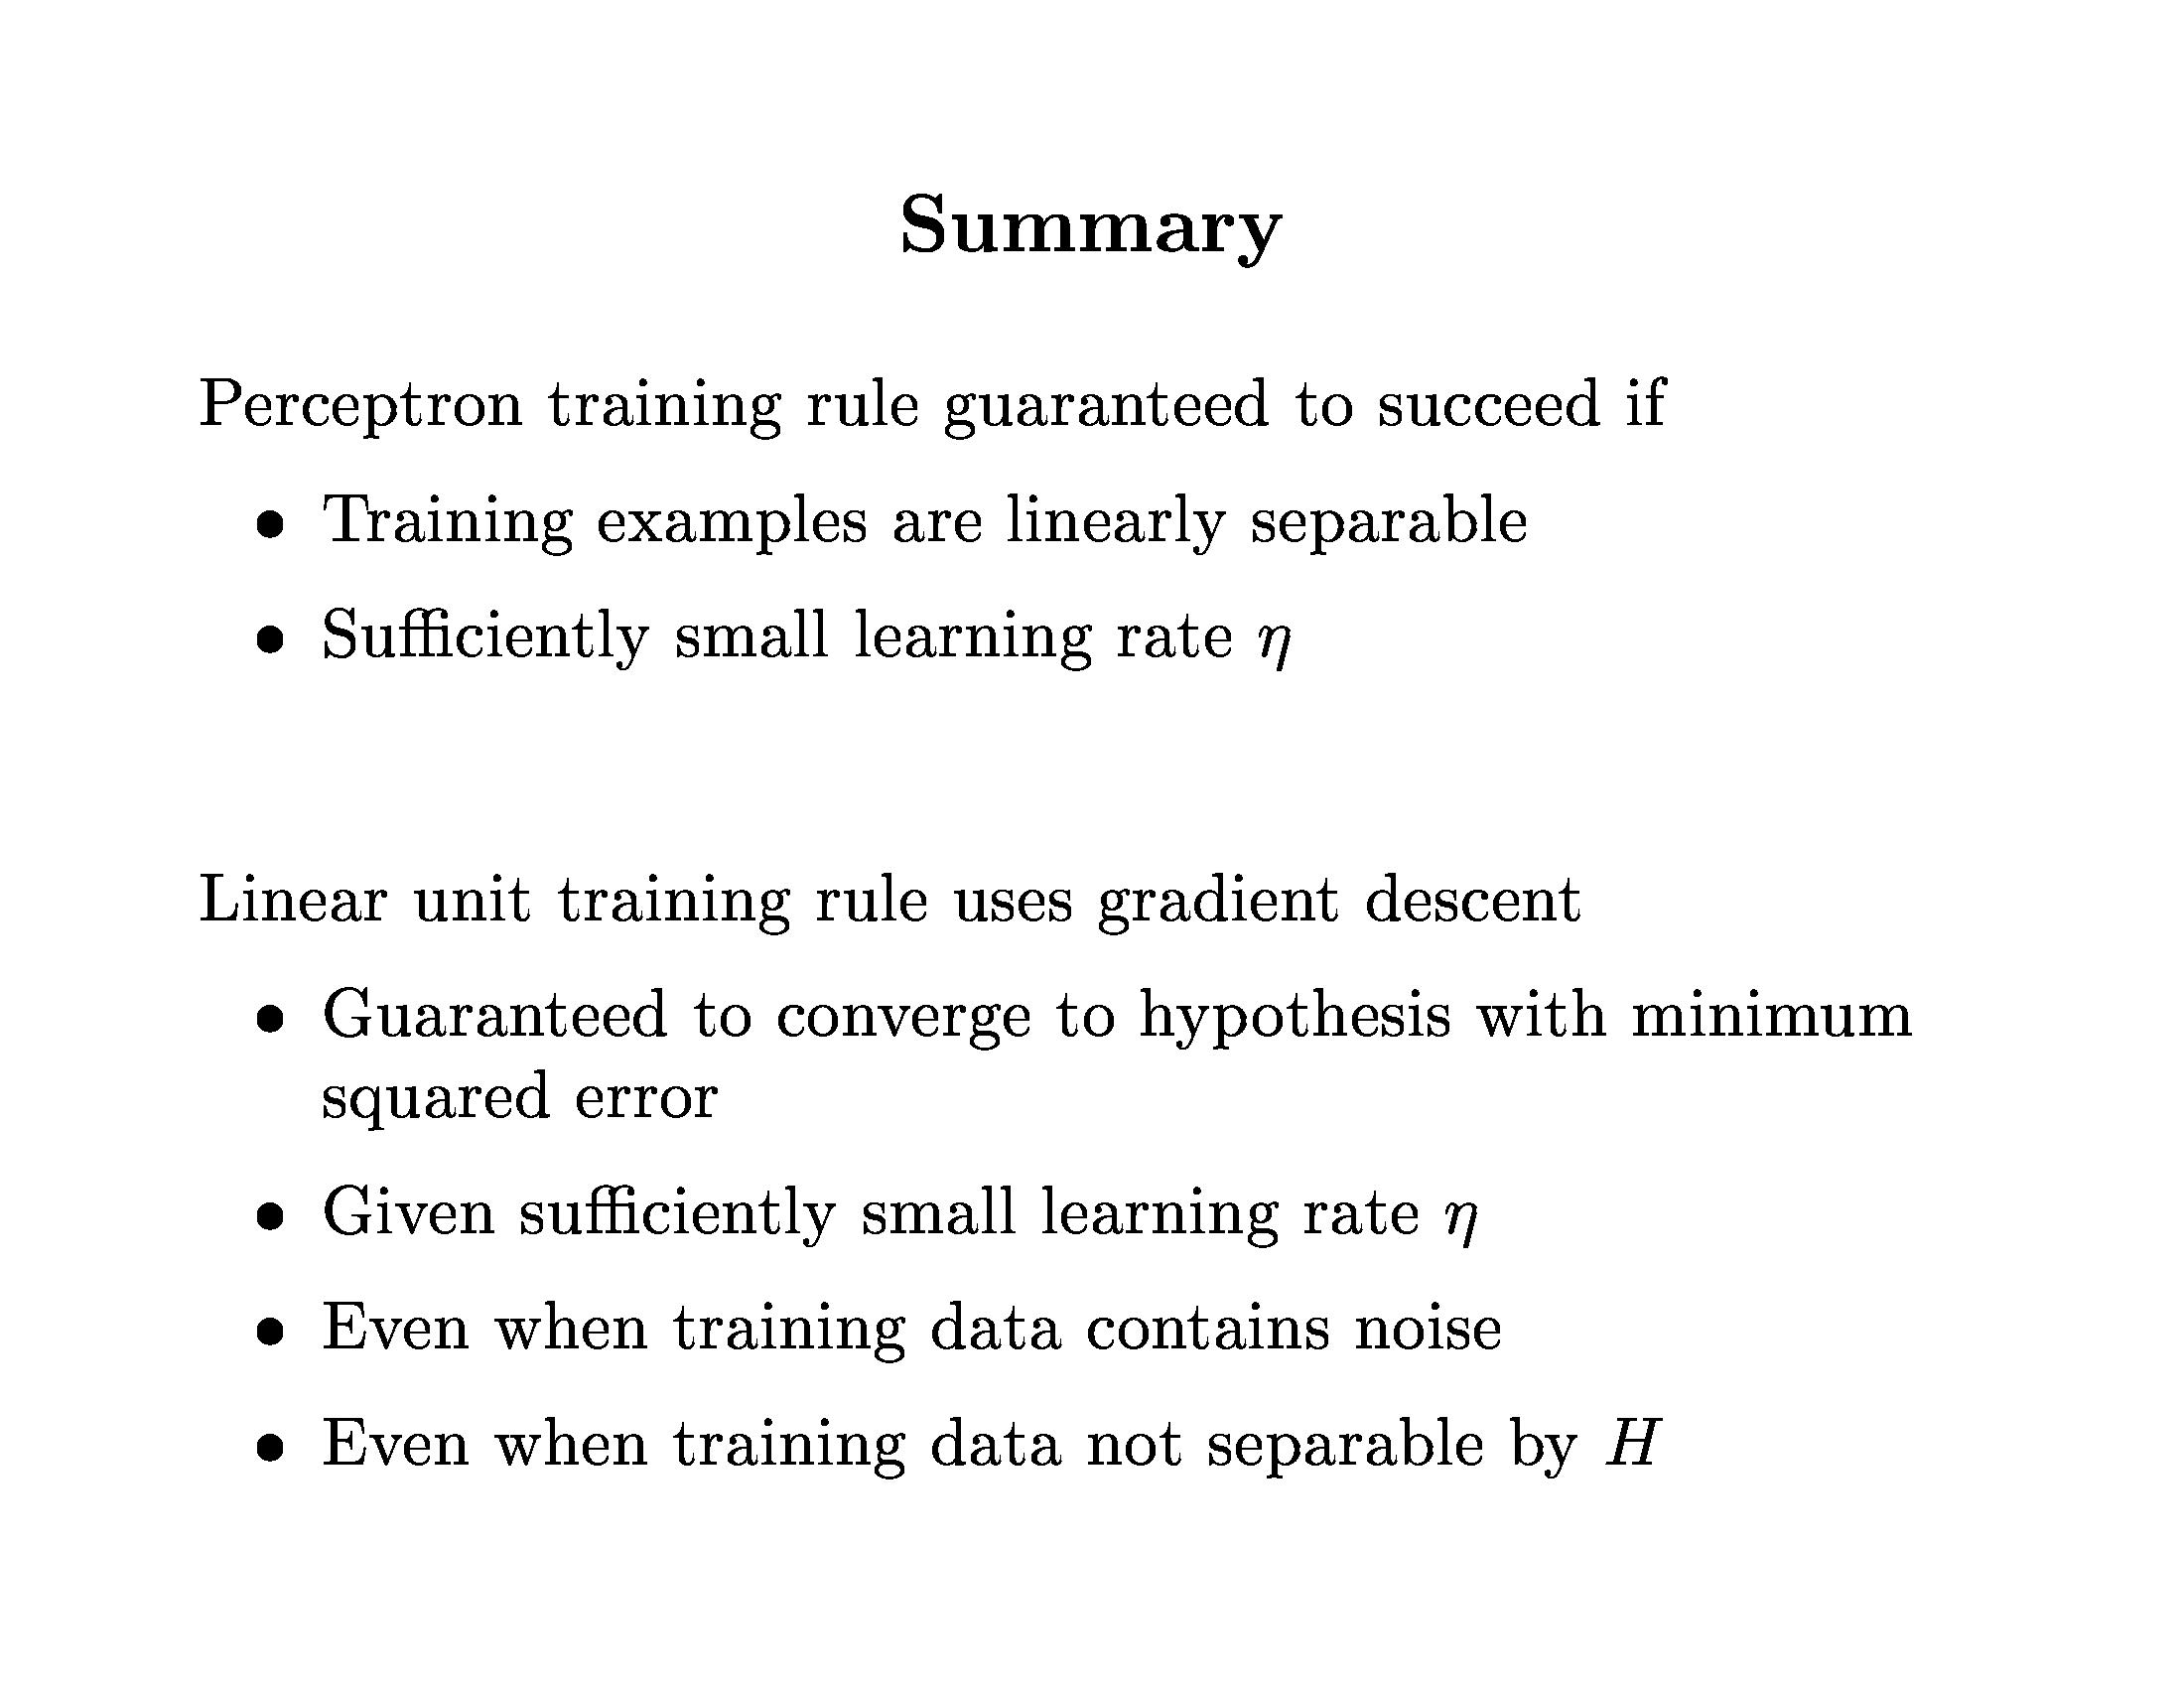 Summary
Perceptron training rule guaranteed to succeed if
• Training examples are linearly separable
• Sufficiently small learning rate η
Linear unit training rule uses gradient descent
• Guaranteed to converge to hypothesis with minimum
squared error
• Given sufficiently small learning rate η
• Even when training data contains noise
• Even when training data not separable by H